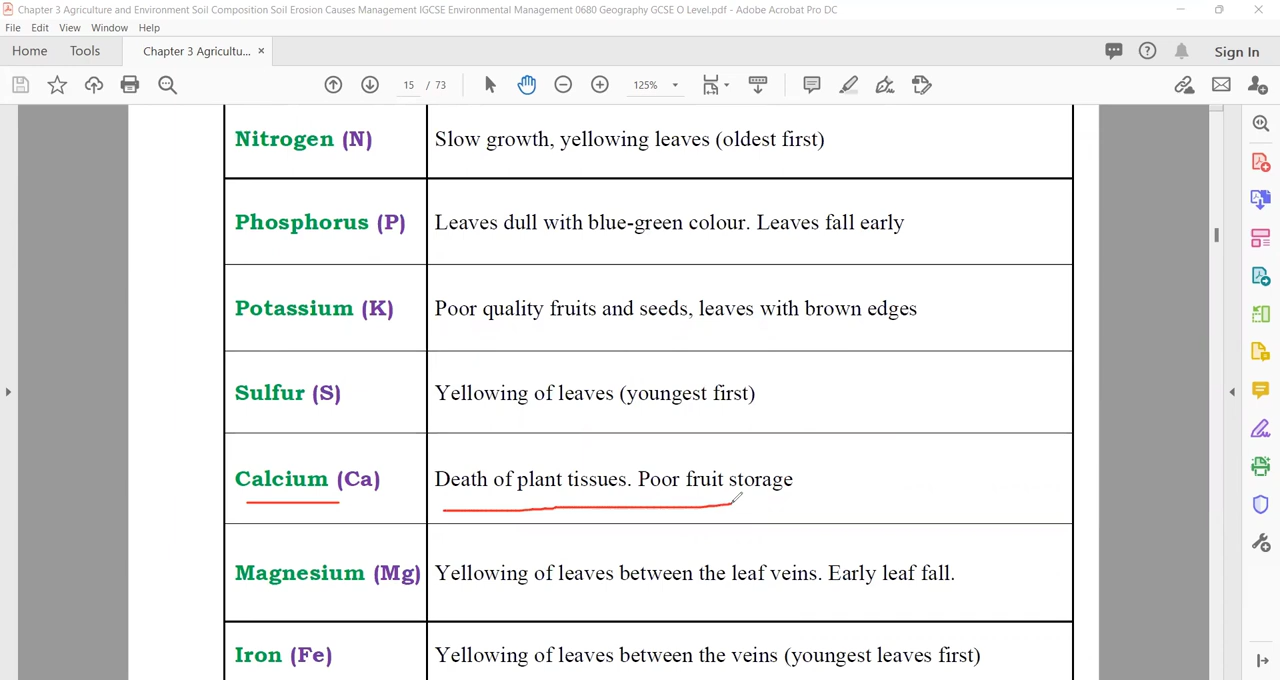 Chapter 3 Agriculture and Environment Soil Composition Soil Erosion Causes Management IGCSE Environmental Management 0680 Geography GCSE O Level.pdf - Adobe Acrobat Pro DC
File Edit View Window Help
Home Tools Chapter 3 Agricultu... × Sign In
15 / 73 125%
Nitrogen (N) Slow growth, yellowing leaves (oldest first)
Phosphorus (P) Leaves dull with blue-green colour. Leaves fall early
Potassium (K) Poor quality fruits and seeds, leaves with brown edges
Sulfur (S) Yellowing of leaves (youngest first)
Calcium (Ca) Death of plant tissues. Poor fruit storage
Magnesium (Mg) Yellowing of leaves between the leaf veins. Early leaf fall.
Iron (Fe) Yellowing of leaves between the veins (youngest leaves first)